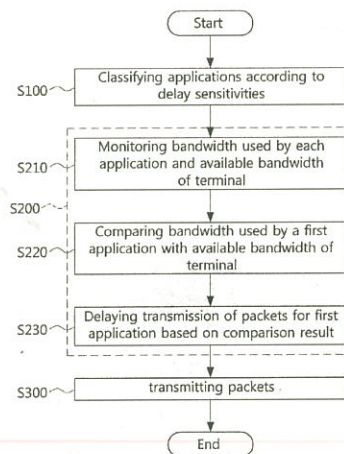 Start
S100
Classifying applications according to
delay sensitivities
S210
Monitoring bandwidth used by each
application and available bandwidth
of terminal
S200
S220
Comparing bandwidth used by a first
application with available bandwidth of
terminal
S230
Delaying transmission of packets for first
application based on comparison result
S300
transmitting packets
End